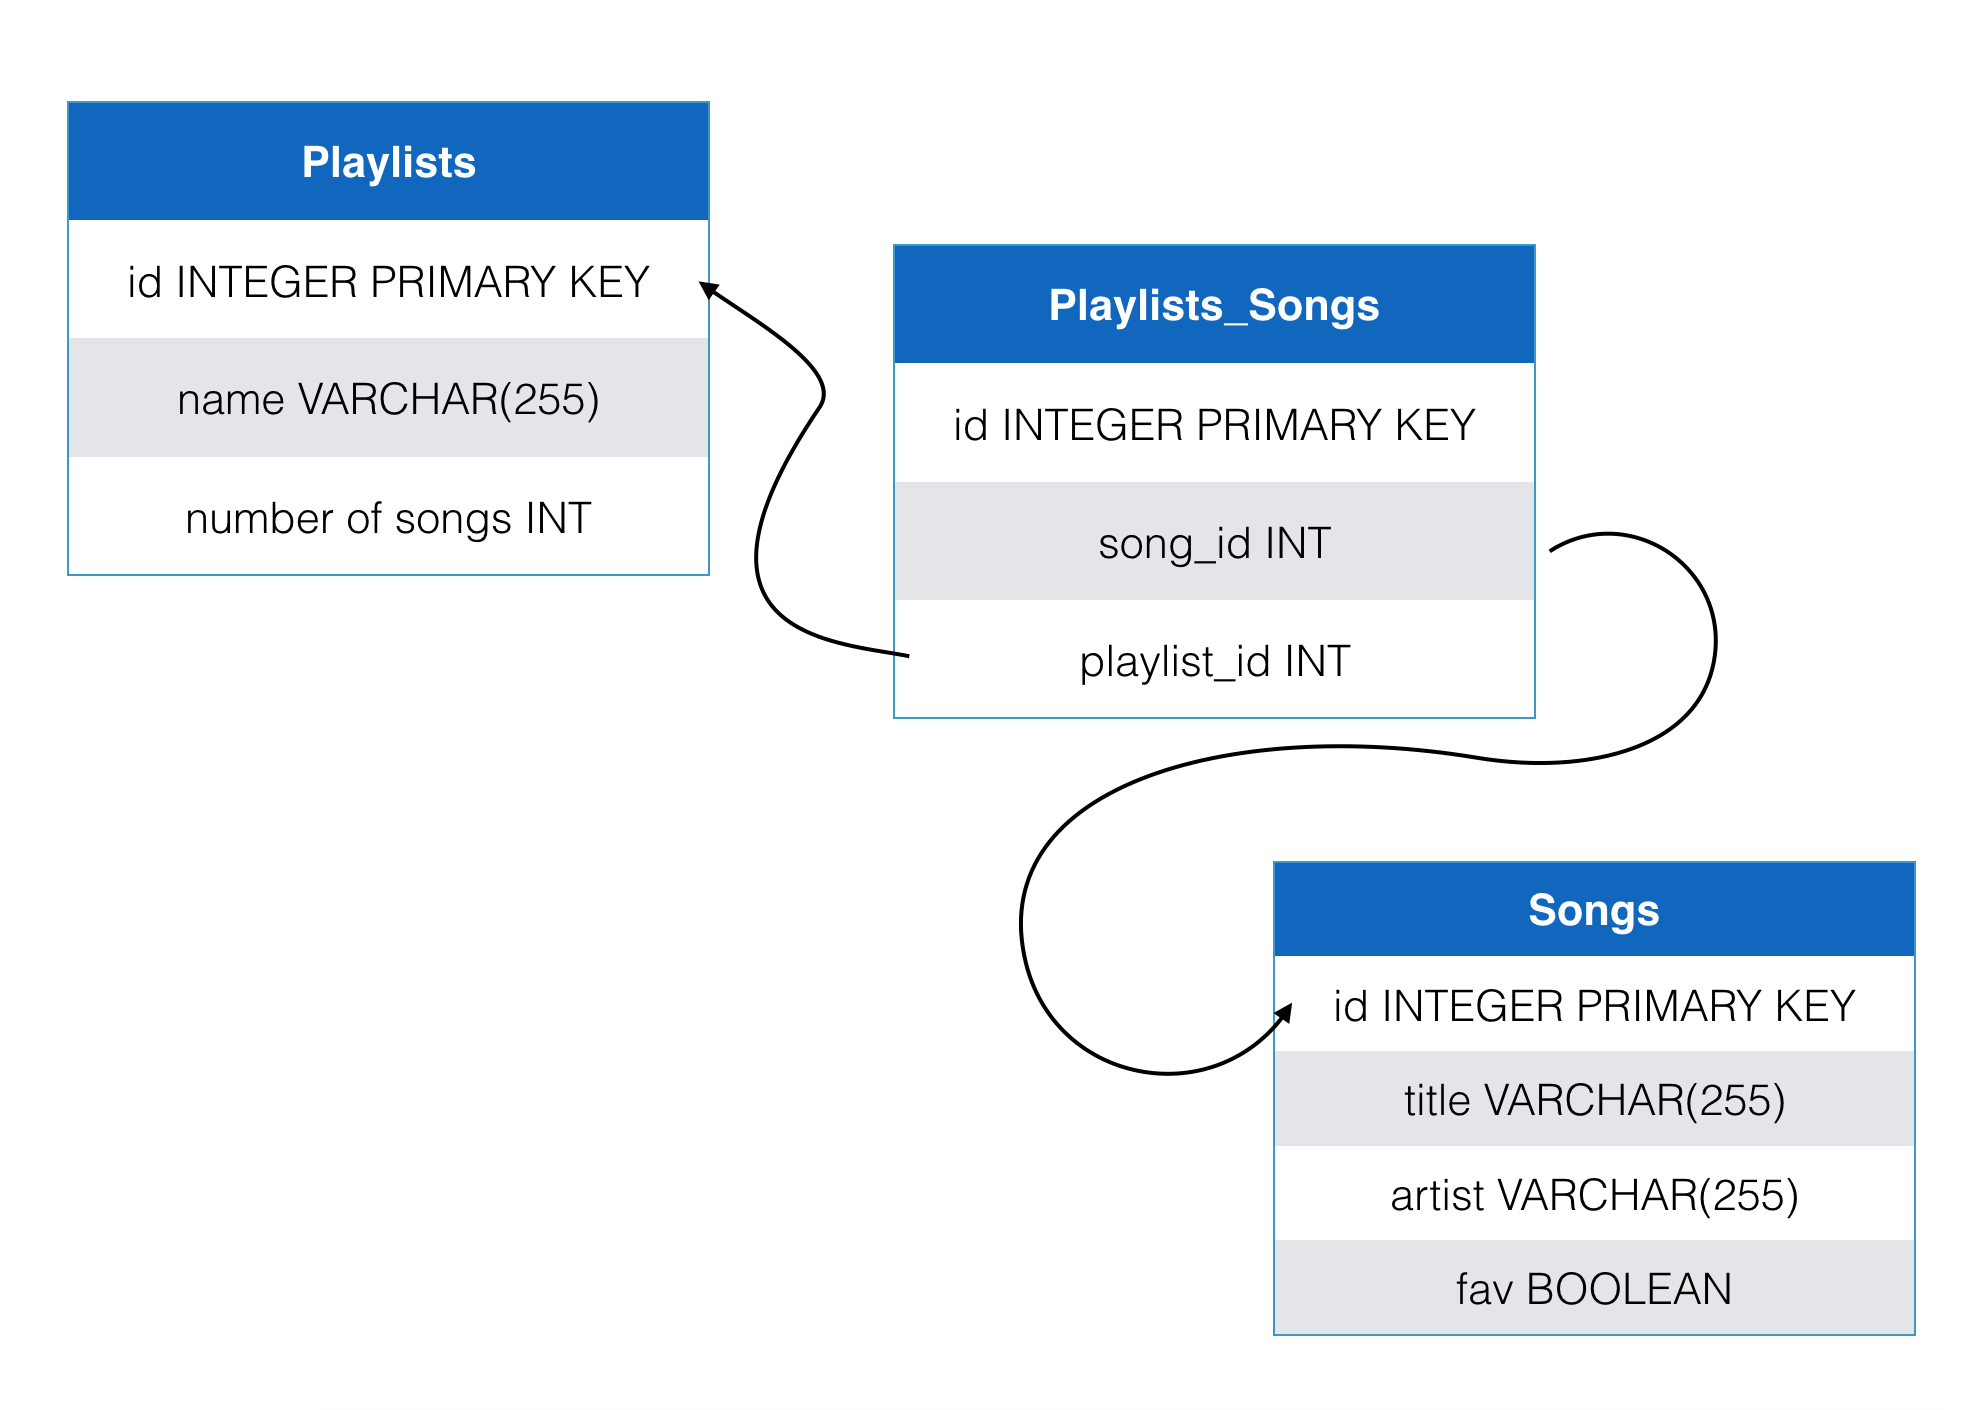 Playlists
id INTEGER PRIMARY KEY
name VARCHAR(255)
number of songs INT
Playlists_Songs
id INTEGER PRIMARY KEY
song_id INT
playlist_id INT
Songs
id INTEGER PRIMARY KEY
title VARCHAR(255)
artist VARCHAR(255)
fav BOOLEAN